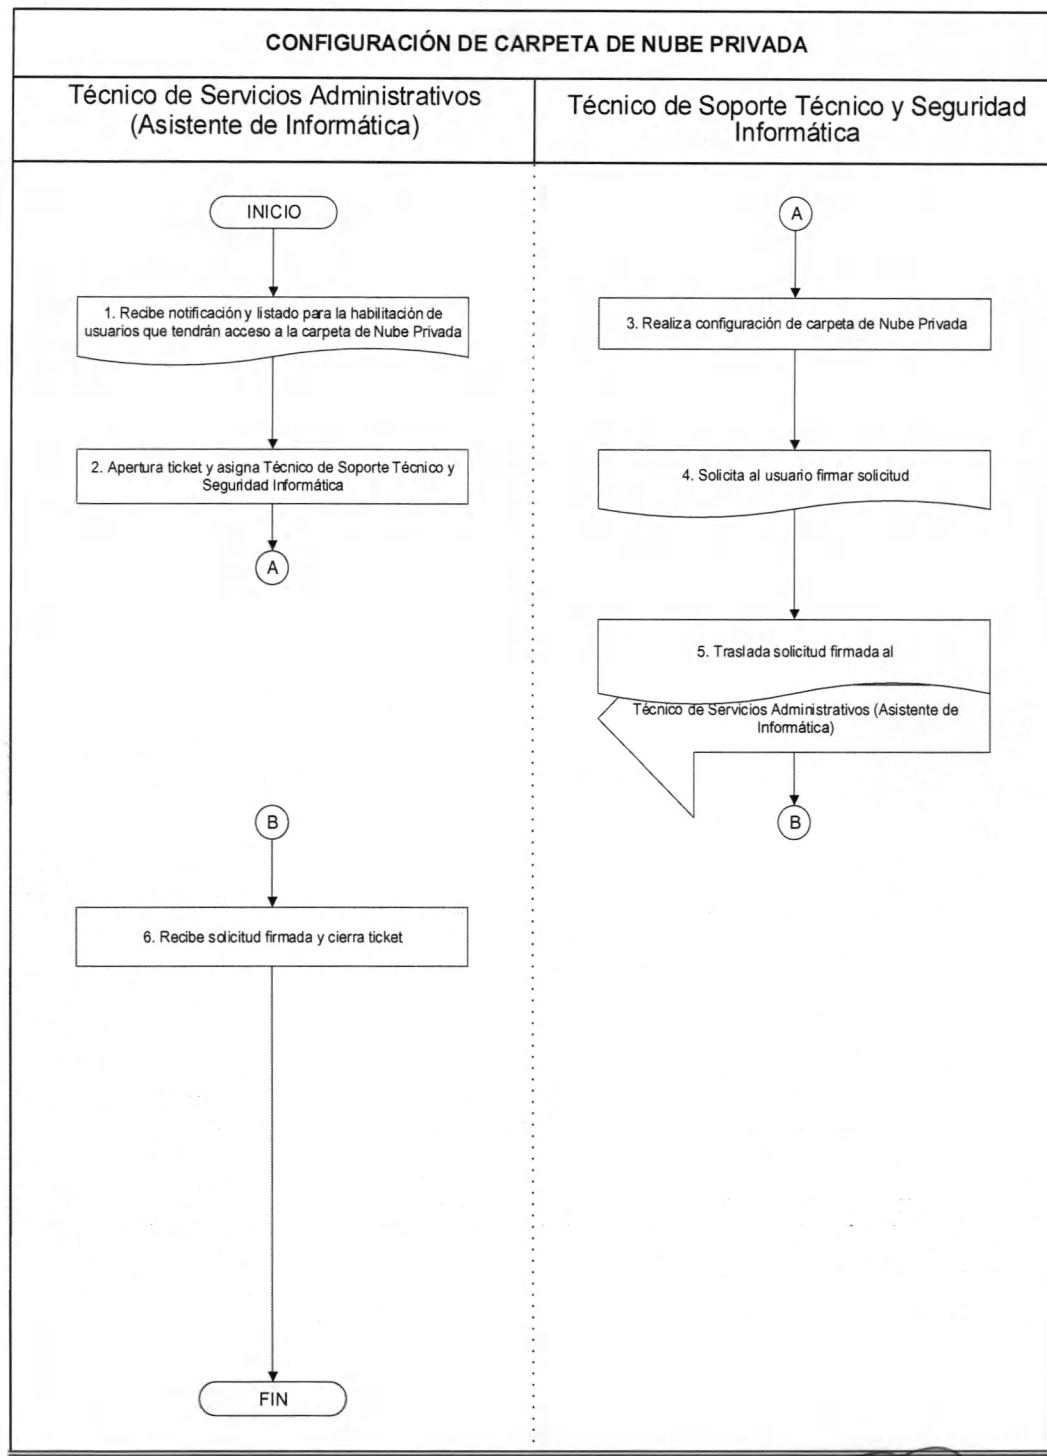 CONFIGURACIÓN DE CARPETA DE NUBE PRIVADA
Técnico de Servicios Administrativos
(Asistente de Informática)
Técnico de Soporte Técnico y Seguridad
Informática
INICIO
1. Recibe notificación y listado para la habilitación de
usuarios que tendrán acceso a la carpeta de Nube Privada
2. Apertura ticket y asigna Técnico de Soporte Técnico y
Seguridad Informática
A
A
3. Realiza configuración de carpeta de Nube Privada
4. Solicita al usuario firmar solicitud
5. Traslada solicitud firmada al
Técnico de Servicios Administrativos (Asistente de
Informática)
B
B
6. Recibe solicitud firmada y cierra ticket
FIN